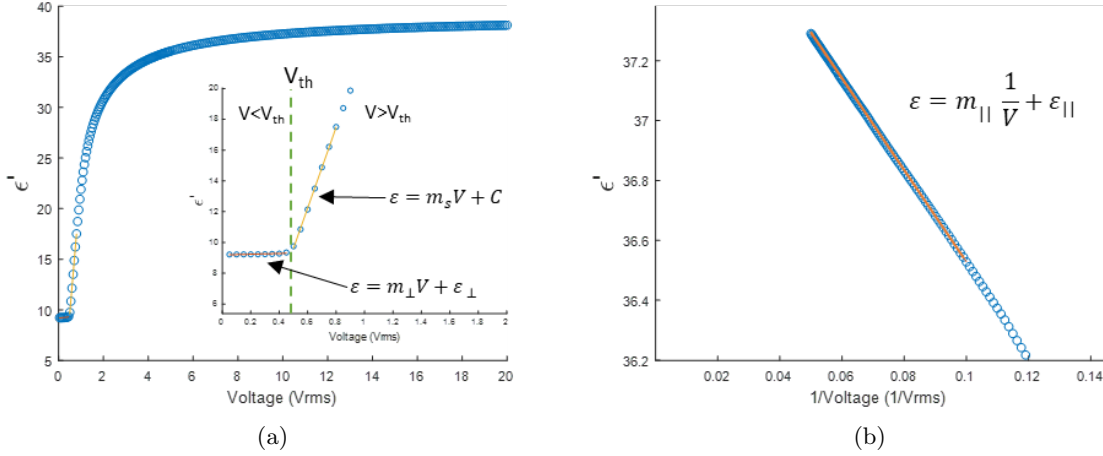 40
35
30
25
20
15
10
5
ϵ'
0 2 4 6 8 10 12 14 16 18 20
Voltage (Vrms)
V_th
V<V_th
V>V_th
20
18
16
14
12
10
8
6
ϵ'
ε = m_s V + C
ε = m_⊥ V + ε_⊥
0 0.2 0.4 0.6 0.8 1 1.2 1.4 1.6 1.8 2
Voltage (Vrms)
(a)
37.2
37
36.8
36.6
36.4
36.2
ϵ'
ε = m_|| 1/V + ε_||
0.02 0.04 0.06 0.08 0.1 0.12 0.14
1/Voltage (1/Vrms)
(b)